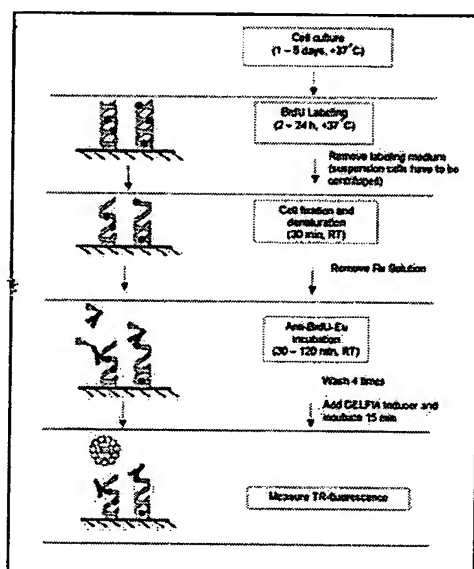 Cell culture
(1 – 5 days, +37°C)
BrdU Labeling
(2 – 24 h, +37°C)
Remove labeling medium
(suspension cells have to be
centrifuged)
Cell fixation and
denaturation
(30 min, RT)
Remove Fix Solution
Anti-BrdU-Eu
incubation
(30 – 120 min, RT)
Wash 4 times
Add DELFIA Inducer and
incubate 15 min
Measure TR-fluorescence